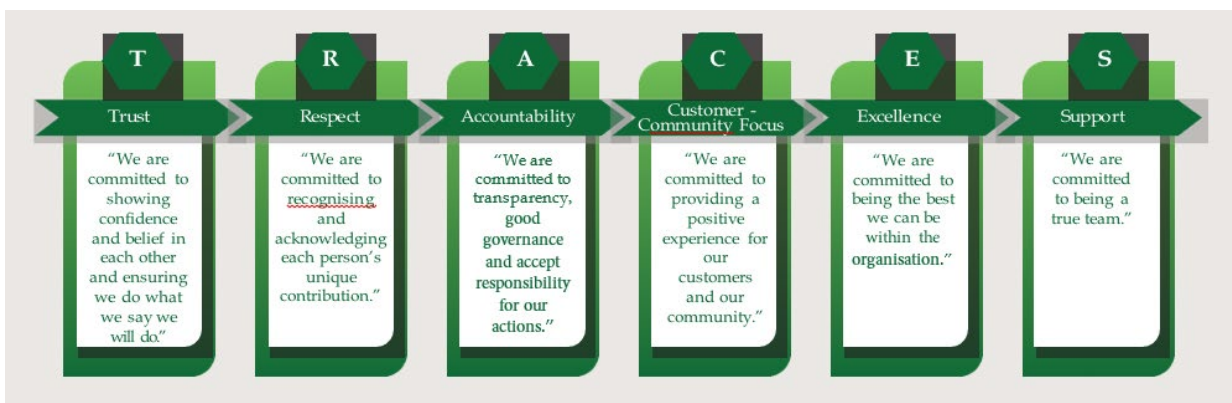 T
Trust
“We are
committed to
showing
confidence
and belief in
each other
and ensuring
we do what
we say we
will do.”
R
Respect
“We are
committed to
recognising
and
acknowledging
each person’s
unique
contribution.”
A
Accountability
“We are
committed to
transparency,
good
governance
and accept
responsibility
for our
actions.”
C
Customer -
Community Focus
“We are
committed to
providing a
positive
experience for
our
customers
and our
community.”
E
Excellence
“We are
committed to
being the best
we can be
within the
organisation.”
S
Support
“We are
committed
to being a
true team.”